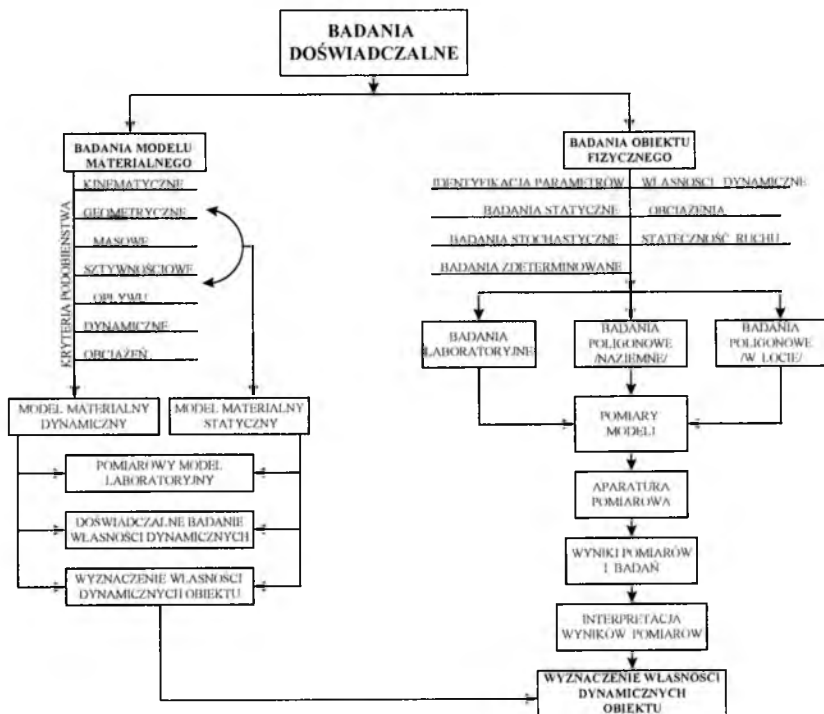 BADANIA
DOŚWIADCZALNE
BADANIA MODELU
MATERIALNEGO
KRYTERIA PODOBIEŃSTWA
KINEMATYCZNE
GEOMETRYCZNE
MASOWE
SZTYWNOŚCIOWE
OPŁYWU
DYNAMICZNE
OBCIĄŻEŃ
MODEL MATERIALNY
DYNAMICZNY
MODEL MATERIALNY
STATYCZNY
POMIAROWY MODEL
LABORATORYJNY
DOŚWIADCZALNE BADANIE
WŁASNOŚCI DYNAMICZNYCH
WYZNACZENIE WŁASNOŚCI
DYNAMICZNYCH OBIEKTU
BADANIA OBIEKTU
FIZYCZNEGO
IDENTYFIKACJA PARAMETRÓW
WŁASNOŚCI DYNAMICZNE
BADANIA STATYCZNE
OBCIĄŻENIA
BADANIA STOCHASTYCZNE
STATECZNOŚĆ RUCHU
BADANIA ZDETERMINOWANE
BADANIA
LABORATORYJNE
BADANIA
POLIGONOWE
/NAZIEMNE/
BADANIA
POLIGONOWE
/W LOCIE/
POMIARY
MODELI
APARATURA
POMIAROWA
WYNIKI POMIARÓW
I BADAŃ
INTERPRETACJA
WYNIKÓW POMIARÓW
WYZNACZENIE WŁASNOŚCI
DYNAMICZNYCH
OBIEKTU